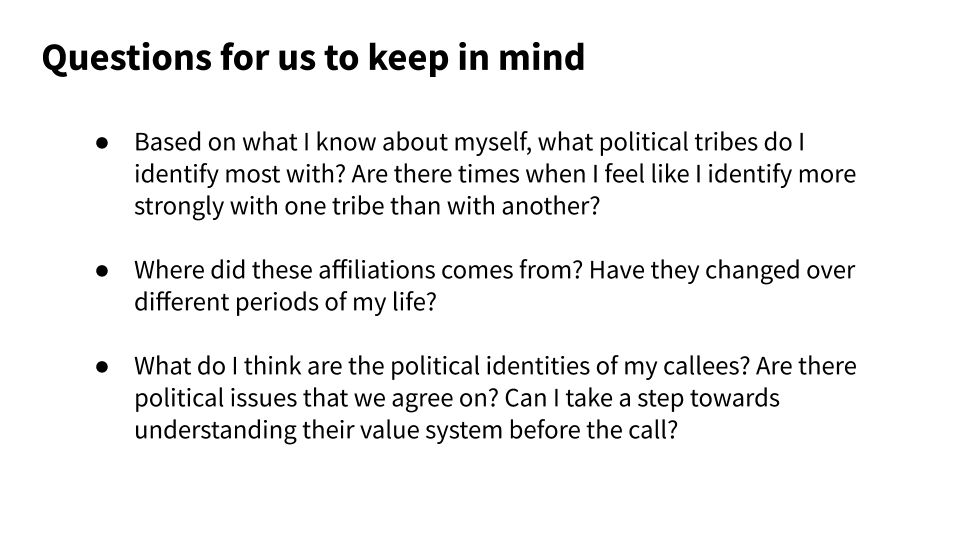 Questions for us to keep in mind
● Based on what I know about myself, what political tribes do I
identify most with? Are there times when I feel like I identify more
strongly with one tribe than with another?
● Where did these affiliations comes from? Have they changed over
different periods of my life?
● What do I think are the political identities of my callees? Are there
political issues that we agree on? Can I take a step towards
understanding their value system before the call?